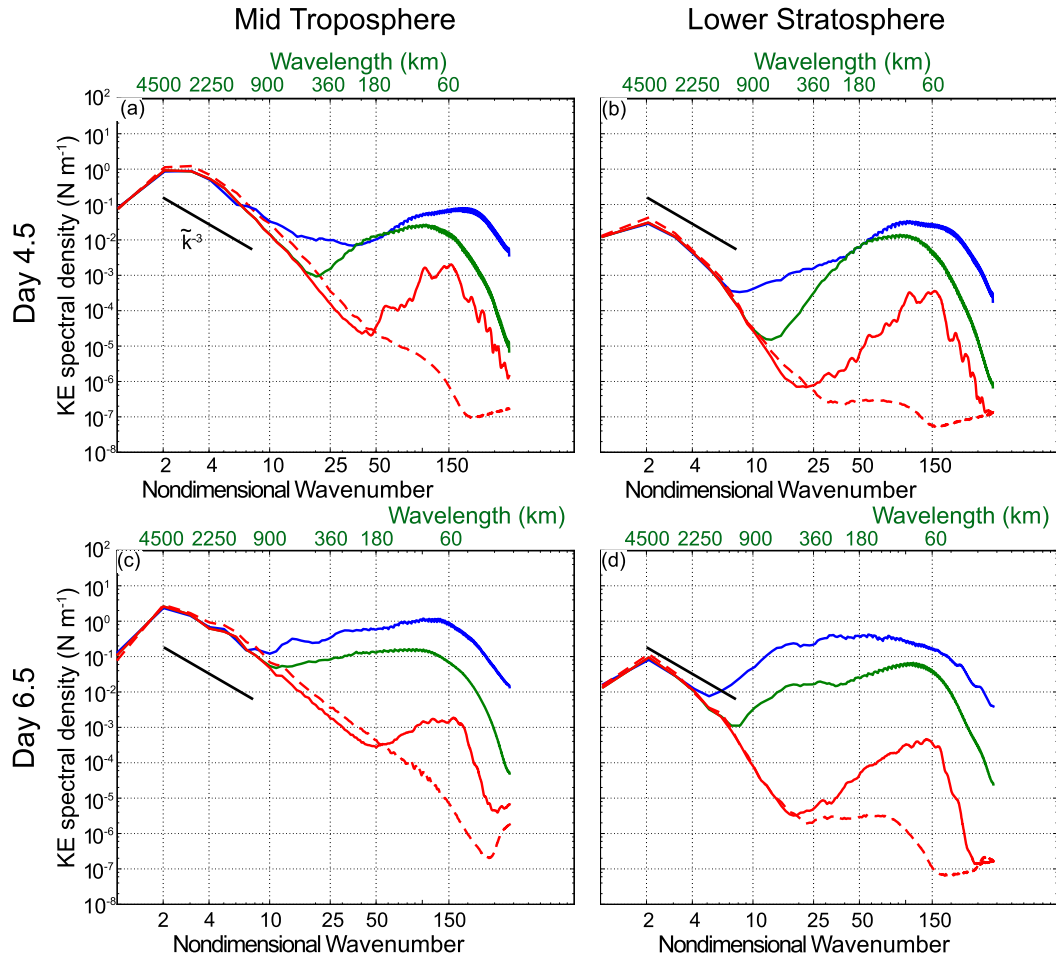 Mid Troposphere
Lower Stratosphere
Wavelength (km)
Wavelength (km)
4500 2250 900 360 180 60
4500 2250 900 360 180 60
Day 4.5
KE spectral density (N m⁻¹)
10² 10¹ 10⁰ 10⁻¹ 10⁻² 10⁻³ 10⁻⁴ 10⁻⁵ 10⁻⁶ 10⁻⁷ 10⁻⁸
(a)
k̃⁻³
(b)
2 4 10 25 50 150
2 4 10 25 50 150
Nondimensional Wavenumber
Nondimensional Wavenumber
Wavelength (km)
Wavelength (km)
4500 2250 900 360 180 60
4500 2250 900 360 180 60
Day 6.5
KE spectral density (N m⁻¹)
10² 10¹ 10⁰ 10⁻¹ 10⁻² 10⁻³ 10⁻⁴ 10⁻⁵ 10⁻⁶ 10⁻⁷ 10⁻⁸
(c)
(d)
2 4 10 25 50 150
2 4 10 25 50 150
Nondimensional Wavenumber
Nondimensional Wavenumber